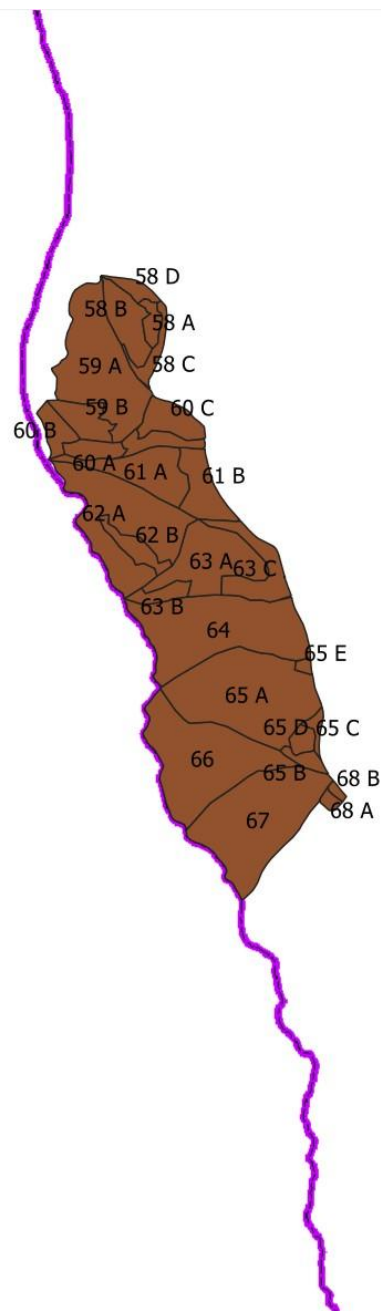 58 D
58 B
58 A
59 A
58 C
59 B
60 C
60 B
60 A
61 A
61 B
62 A
62 B
63 A
63 C
63 B
64
65 E
65 A
65 D
65 C
66
65 B
68 B
67
68 A